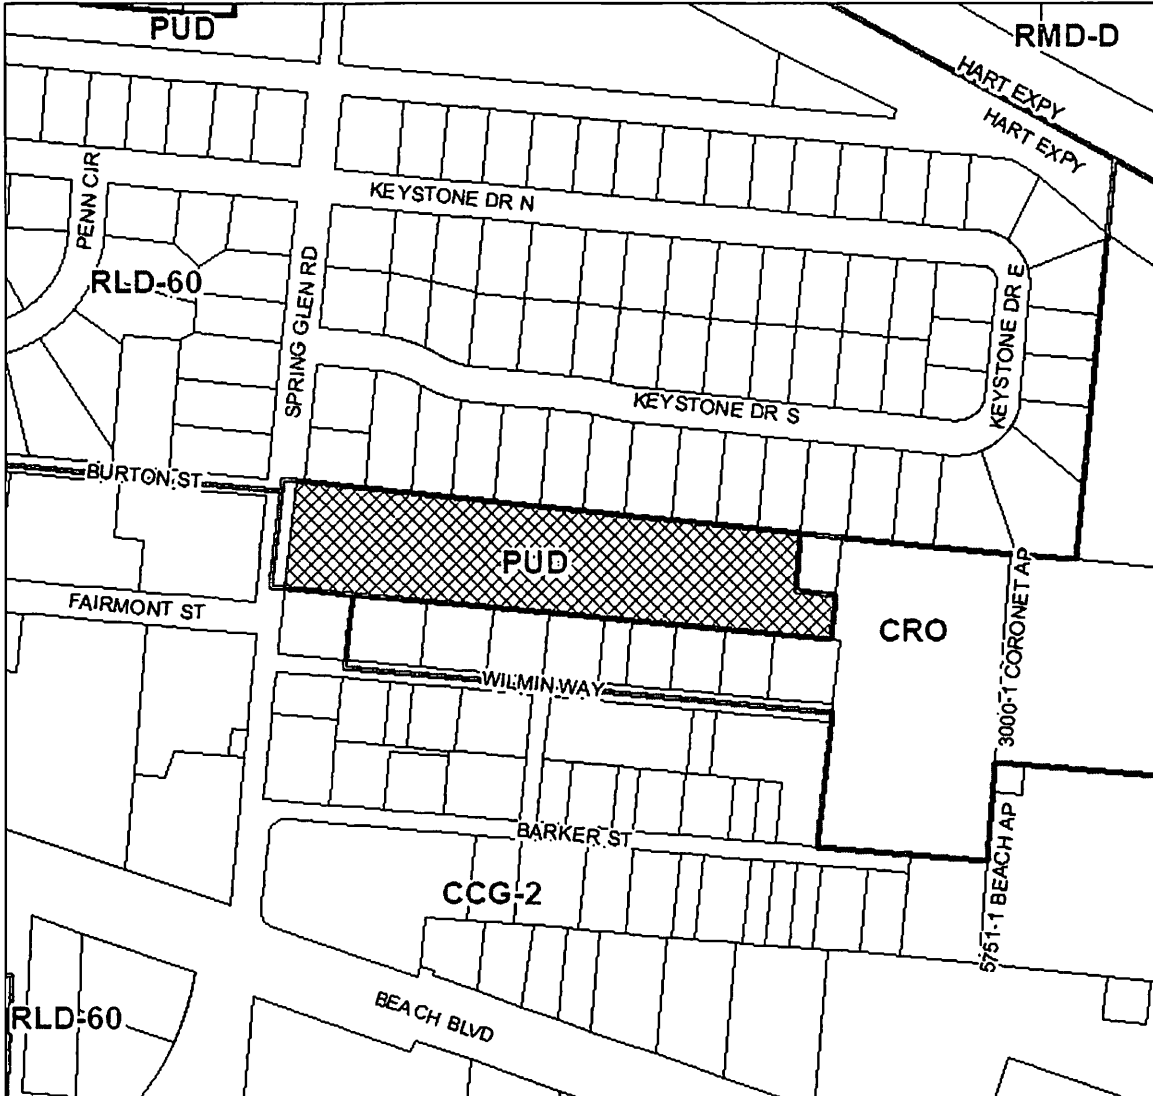 PUD
RMD-D
HART EXPY
HART EXPY
PENN CIR
KEYSTONE DR N
RLD-60
SPRING GLEN RD
KEYSTONE DR E
KEYSTONE DR S
BURTON ST
PUD
FAIRMONT ST
CRO
3000-1 CORONET AP
WILMIN WAY
BARKER ST
CCG-2
5751-1 BEACH AP
RLD-60
BEACH BLVD